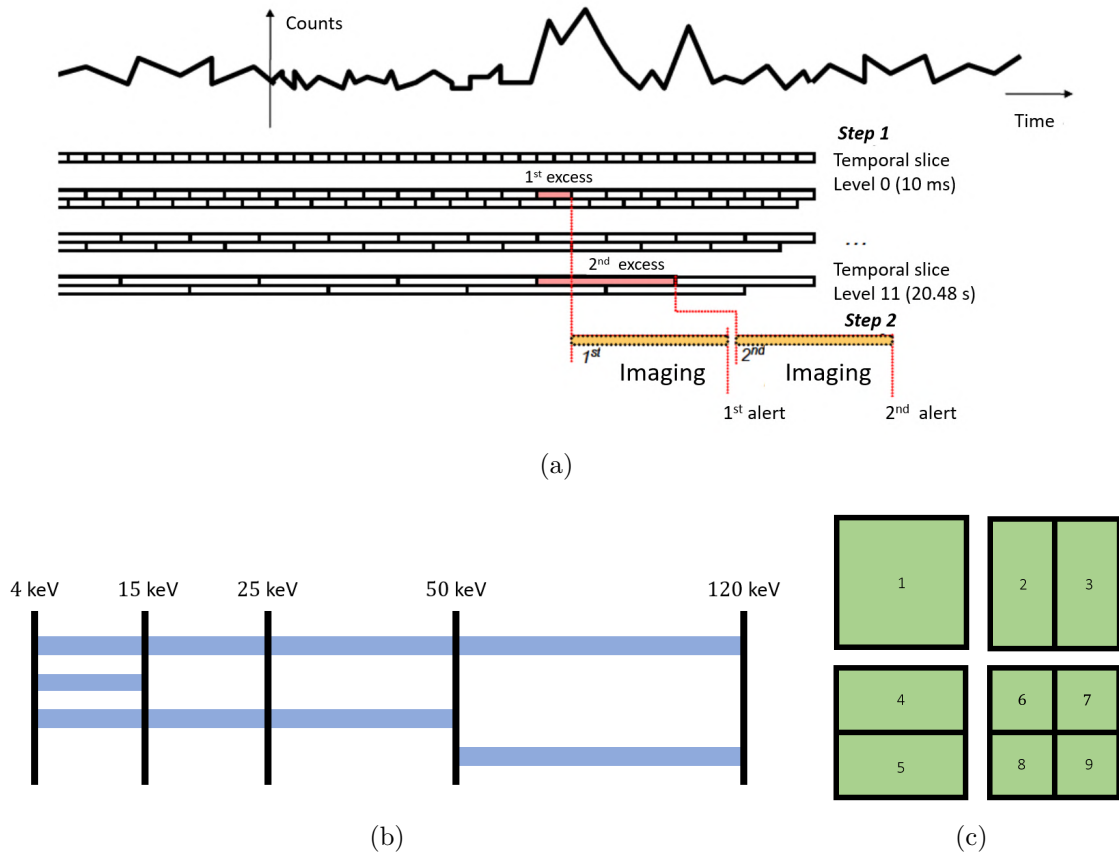 Counts
Time
Step 1
Temporal slice
Level 0 (10 ms)
1st excess
...
2nd excess
Temporal slice
Level 11 (20.48 s)
Step 2
1st
2nd
Imaging
Imaging
1st alert
2nd alert
(a)
4 keV 15 keV 25 keV 50 keV 120 keV
(b)
1 2 3
4 6 7
5 8 9
(c)